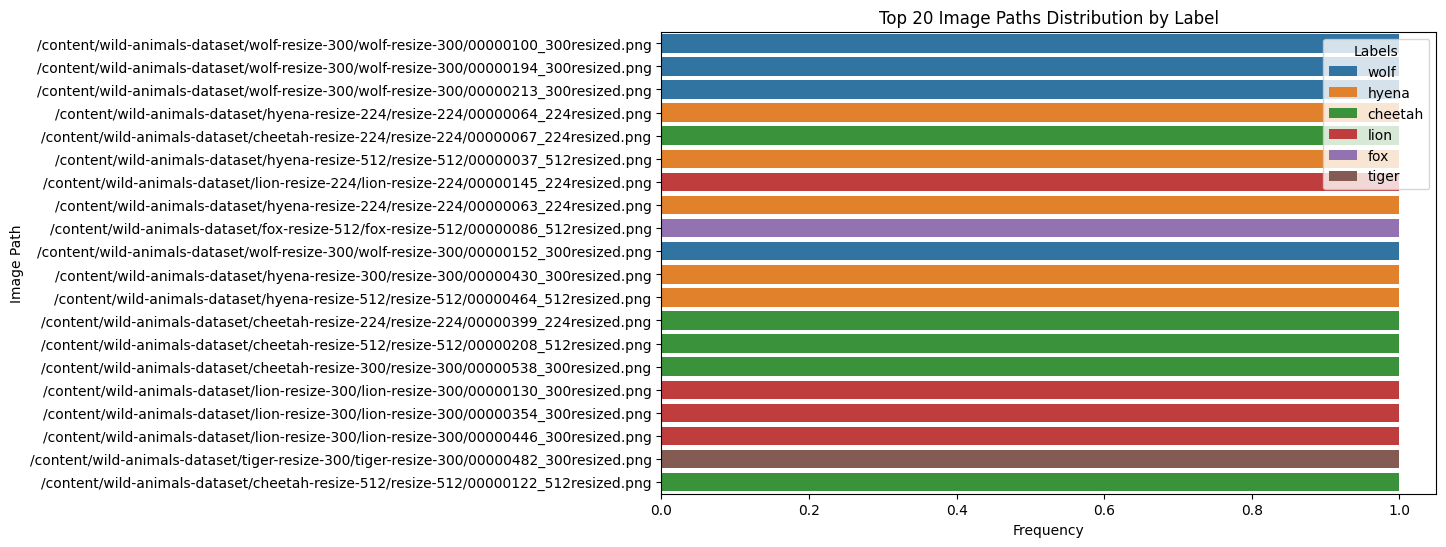 Top 20 Image Paths Distribution by Label
Image Path
/content/wild-animals-dataset/wolf-resize-300/wolf-resize-300/00000100_300resized.png
/content/wild-animals-dataset/wolf-resize-300/wolf-resize-300/00000194_300resized.png
/content/wild-animals-dataset/wolf-resize-300/wolf-resize-300/00000213_300resized.png
/content/wild-animals-dataset/hyena-resize-224/resize-224/00000064_224resized.png
/content/wild-animals-dataset/cheetah-resize-224/resize-224/00000067_224resized.png
/content/wild-animals-dataset/hyena-resize-512/resize-512/00000037_512resized.png
/content/wild-animals-dataset/lion-resize-224/lion-resize-224/00000145_224resized.png
/content/wild-animals-dataset/hyena-resize-224/resize-224/00000063_224resized.png
/content/wild-animals-dataset/fox-resize-512/fox-resize-512/00000086_512resized.png
/content/wild-animals-dataset/wolf-resize-300/wolf-resize-300/00000152_300resized.png
/content/wild-animals-dataset/hyena-resize-300/resize-300/00000430_300resized.png
/content/wild-animals-dataset/hyena-resize-512/resize-512/00000464_512resized.png
/content/wild-animals-dataset/cheetah-resize-224/resize-224/00000399_224resized.png
/content/wild-animals-dataset/cheetah-resize-512/resize-512/00000208_512resized.png
/content/wild-animals-dataset/cheetah-resize-300/resize-300/00000538_300resized.png
/content/wild-animals-dataset/lion-resize-300/lion-resize-300/00000130_300resized.png
/content/wild-animals-dataset/lion-resize-300/lion-resize-300/00000354_300resized.png
/content/wild-animals-dataset/lion-resize-300/lion-resize-300/00000446_300resized.png
/content/wild-animals-dataset/tiger-resize-300/tiger-resize-300/00000482_300resized.png
/content/wild-animals-dataset/cheetah-resize-512/resize-512/00000122_512resized.png
Labels
wolf
hyena
cheetah
lion
fox
tiger
0.0 0.2 0.4 0.6 0.8 1.0
Frequency